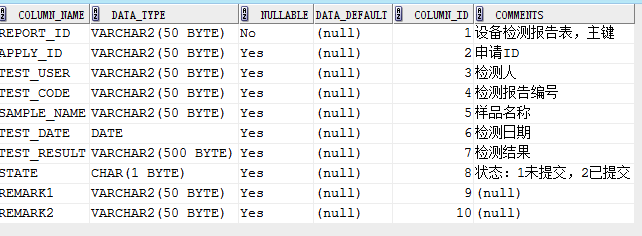 COLUMN_NAME DATA_TYPE NULLABLE DATA_DEFAULT COLUMN_ID COMMENTS
REPORT_ID VARCHAR2(50 BYTE) No (null) 1 设备检测报告表，主键
APPLY_ID VARCHAR2(50 BYTE) Yes (null) 2 申请ID
TEST_USER VARCHAR2(50 BYTE) Yes (null) 3 检测人
TEST_CODE VARCHAR2(50 BYTE) Yes (null) 4 检测报告编号
SAMPLE_NAME VARCHAR2(50 BYTE) Yes (null) 5 样品名称
TEST_DATE DATE Yes (null) 6 检测日期
TEST_RESULT VARCHAR2(500 BYTE) Yes (null) 7 检测结果
STATE CHAR(1 BYTE) Yes (null) 8 状态：1未提交，2已提交
REMARK1 VARCHAR2(50 BYTE) Yes (null) 9 (null)
REMARK2 VARCHAR2(50 BYTE) Yes (null) 10 (null)